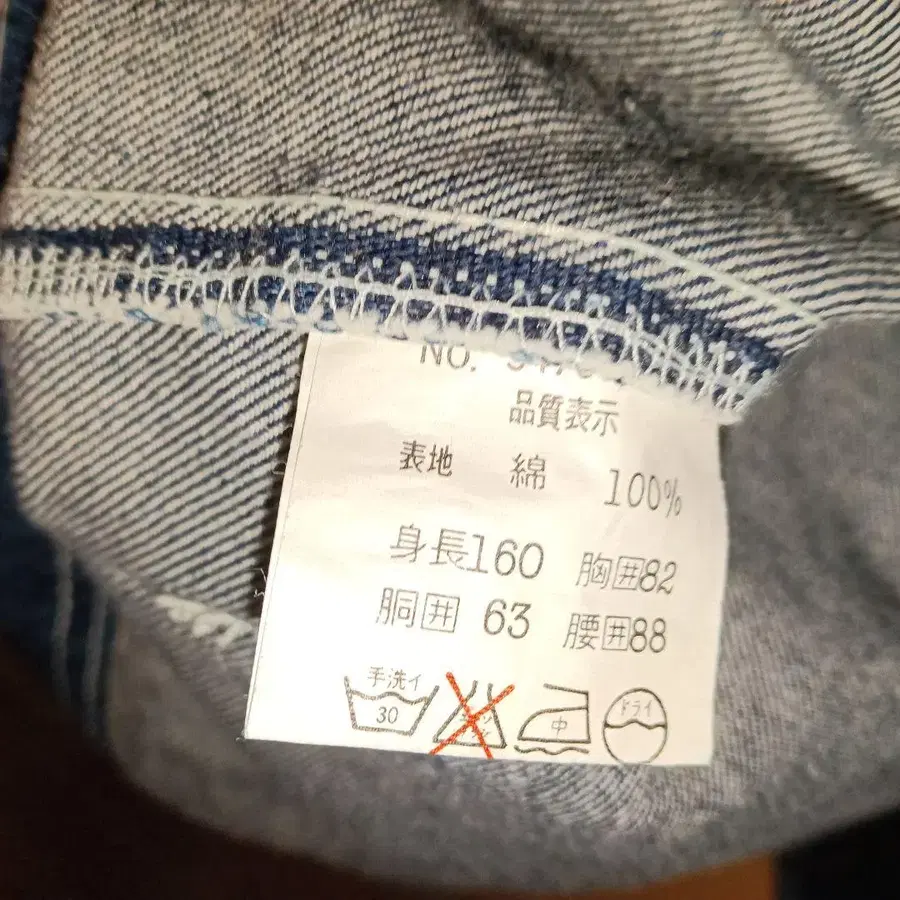 NO.
品質表示
表地 綿 100%
身長160 胸囲82
胴囲 63 腰囲88
手洗イ 30 中 ドライ